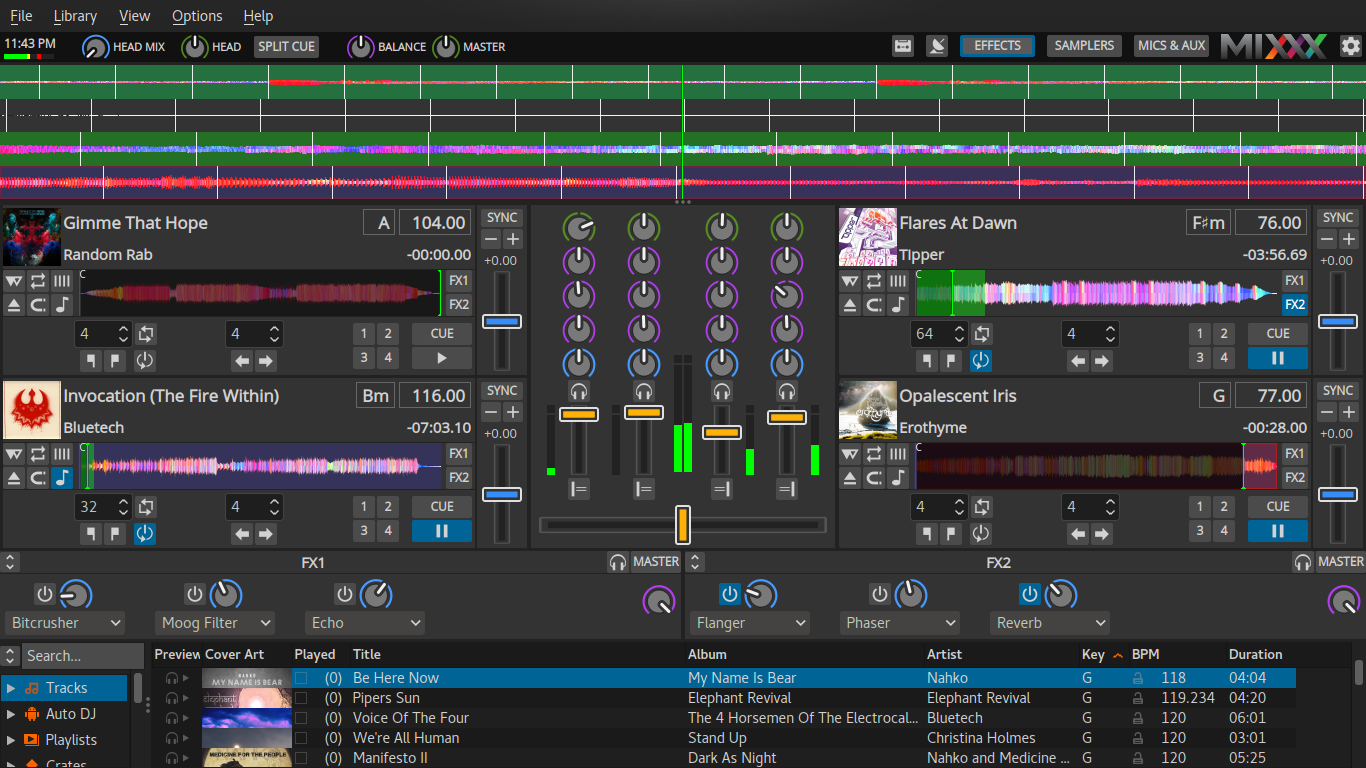 File Library View Options Help
11:43 PM HEAD MIX HEAD SPLIT CUE BALANCE MASTER EFFECTS SAMPLERS MICS & AUX MIXXX
Gimme That Hope A 104.00 SYNC
Random Rab -00:00.00 +0.00
C FX1
FX2
4 4 1 2 CUE
3 4
Invocation (The Fire Within) Bm 116.00 SYNC
Bluetech -07:03.10 +0.00
C FX1
FX2
32 4 1 2 CUE
3 4
Flares At Dawn F♯m 76.00 SYNC
Tipper -03:56.69 +0.00
C FX1
FX2
64 4 1 2 CUE
3 4
Opalescent Iris G 77.00 SYNC
Erothyme -00:28.00 +0.00
C FX1
FX2
4 4 1 2 CUE
3 4
FX1 MASTER FX2 MASTER
Bitcrusher Moog Filter Echo Flanger Phaser Reverb
Search...
Tracks
Auto DJ
Playlists
Crates
Preview Cover Art Played Title Album Artist Key BPM Duration
NAHKO
MY NAME IS BEAR
(0) Be Here Now My Name Is Bear Nahko G 118 04:04
elephant
(0) Pipers Sun Elephant Revival Elephant Revival G 119.234 04:20
(0) Voice Of The Four The 4 Horsemen Of The Electrocal... Bluetech G 120 06:01
(0) We're All Human Stand Up Christina Holmes G 120 03:01
MEDICINE FOR THE PEOPLE
(0) Manifesto II Dark As Night Nahko and Medicine ... G 120 05:25